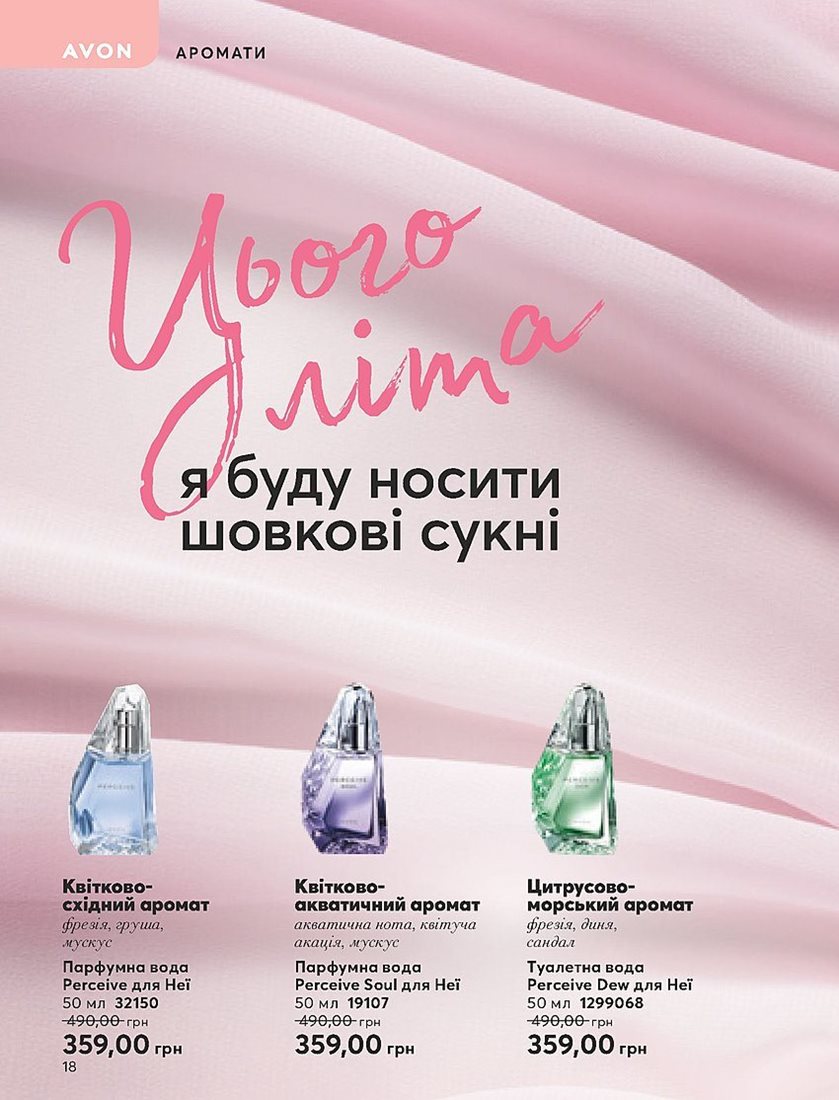 AVON
АРОМАТИ
Цього
літа
я буду носити
шовкові сукні
PERCEIVE
PERCEIVE
PERCEIVE
Квітково-
східний аромат
фрезія, груша,
мускус
Парфумна вода
Perceive для Неї
50 мл 32150
490,00 грн
359,00 грн
Квітково-
акватичний аромат
акватична нота, квітуча
акація, мускус
Парфумна вода
Perceive Soul для Неї
50 мл 19107
490,00 грн
359,00 грн
Цитрусово-
морський аромат
фрезія, диня,
сандал
Туалетна вода
Perceive Dew для Неї
50 мл 1299068
490,00 грн
359,00 грн
18